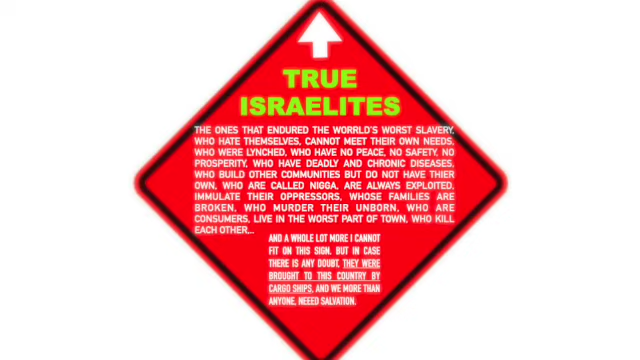 TRUE
ISRAELITES
THE ONES THAT ENDURED THE WORRLD'S WORST SLAVERY,
WHO HATE THEMSELVES, CANNOT MEET THEIR OWN NEEDS,
WHO WERE LYNCHED, WHO HAVE NO PEACE, NO SAFETY, NO
PROSPERITY, WHO HAVE DEADLY AND CHRONIC DISEASES.
WHO BUILD OTHER COMMUNITIES BUT DO NOT HAVE THIER
OWN, WHO ARE CALLED NIGGA, ARE ALWAYS EXPLOITED,
IMMULATE THEIR OPRRESSORS, WHOSE FAMILIES ARE
BROKEN, WHO MURDER THEIR UNBORN, WHO ARE
CONSUMERS, LIVE IN THE WORST PART OF TOWN, WHO KILL
EACH OTHER...
AND A WHOLE LOT MORE I CANNOT
FIT ON THIS SIGN. BUT IN CASE
THERE IS ANY DOUBT, THEY WERE
BROUGHT TO THIS COUNTRY BY
CARGO SHIPS, AND WE MORE THAN
ANYONE, NEEED SALVATION.